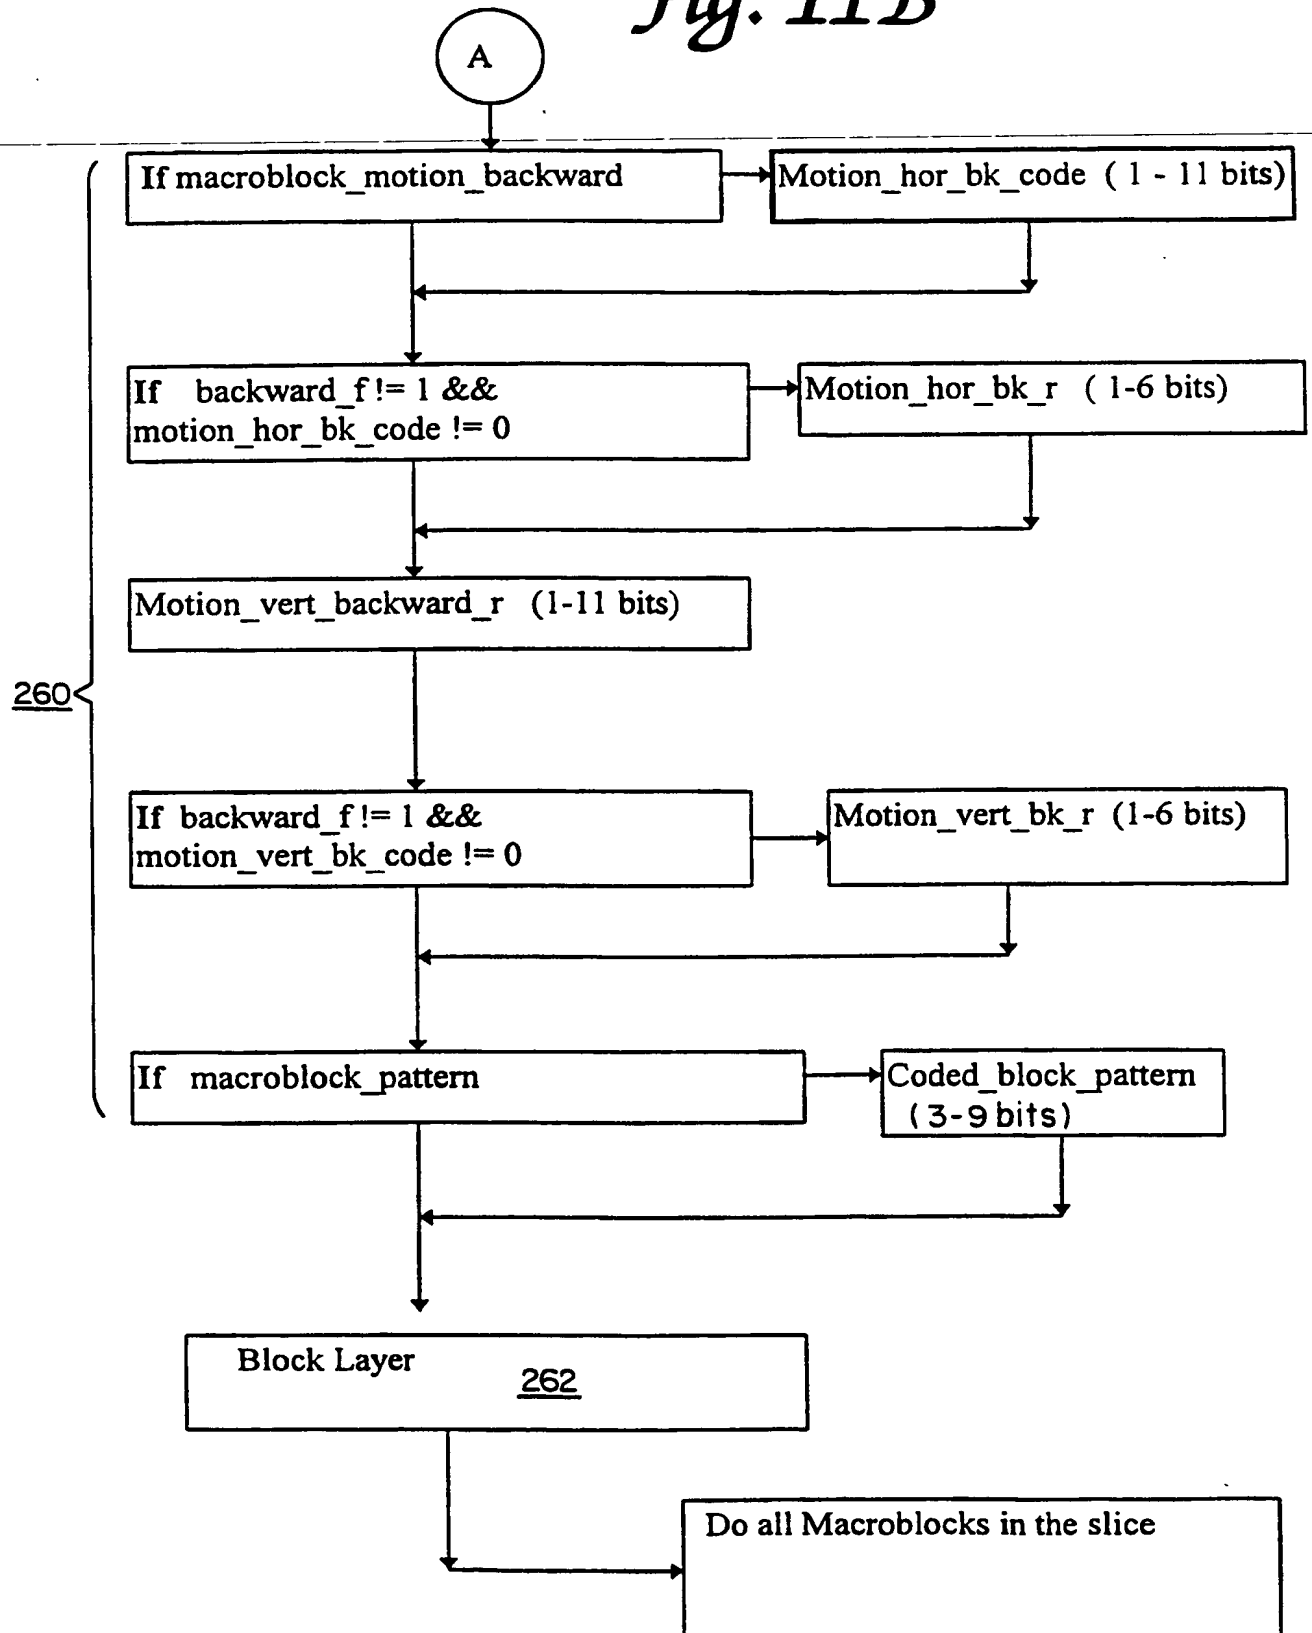 Fig. 11B
A
If macroblock_motion_backward
Motion_hor_bk_code ( 1 - 11 bits)
If backward_f != 1 &&
motion_hor_bk_code != 0
Motion_hor_bk_r ( 1-6 bits)
Motion_vert_backward_r (1-11 bits)
260
If backward_f != 1 &&
motion_vert_bk_code != 0
Motion_vert_bk_r (1-6 bits)
If macroblock_pattern
Coded_block_pattern
(3-9 bits)
Block Layer
262
Do all Macroblocks in the slice